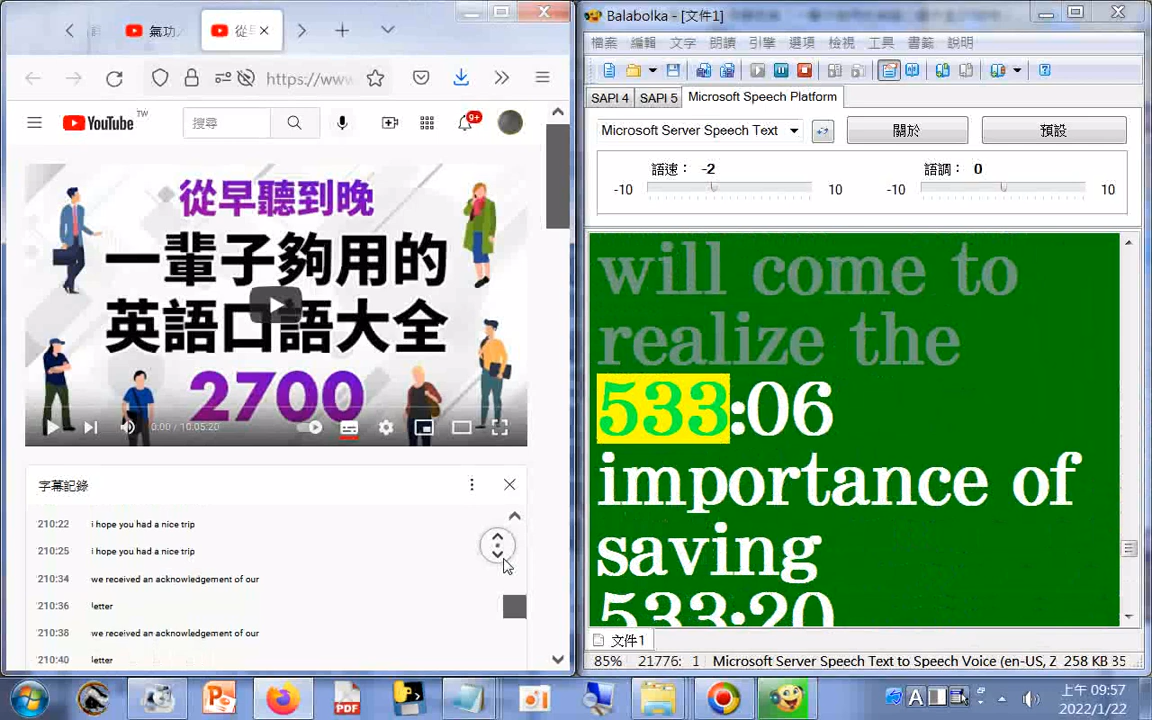 氣功
從
https://www
YouTube TW
搜尋
9+
從早聽到晚
一輩子夠用的
英語口語大全
2700
0:00 / 10:05:20
字幕記錄
210:22 i hope you had a nice trip
210:25 i hope you had a nice trip
210:34 we received an acknowledgement of our
210:36 letter
210:38 we received an acknowledgement of our
210:40 letter
Balabolka - [文件1]
檔案 編輯 文字 朗讀 引擎 選項 檢視 工具 書籤 說明
SAPI 4 SAPI 5 Microsoft Speech Platform
Microsoft Server Speech Text 關於 預設
語速： -2 語調： 0
-10 10 -10 10
will come to
realize the
533:06
importance of
saving
533:20
文件1
85% 21776: 1 Microsoft Server Speech Text to Speech Voice (en-US, Z 258 KB 35
PDF
A
上午 09:57
2022/1/22